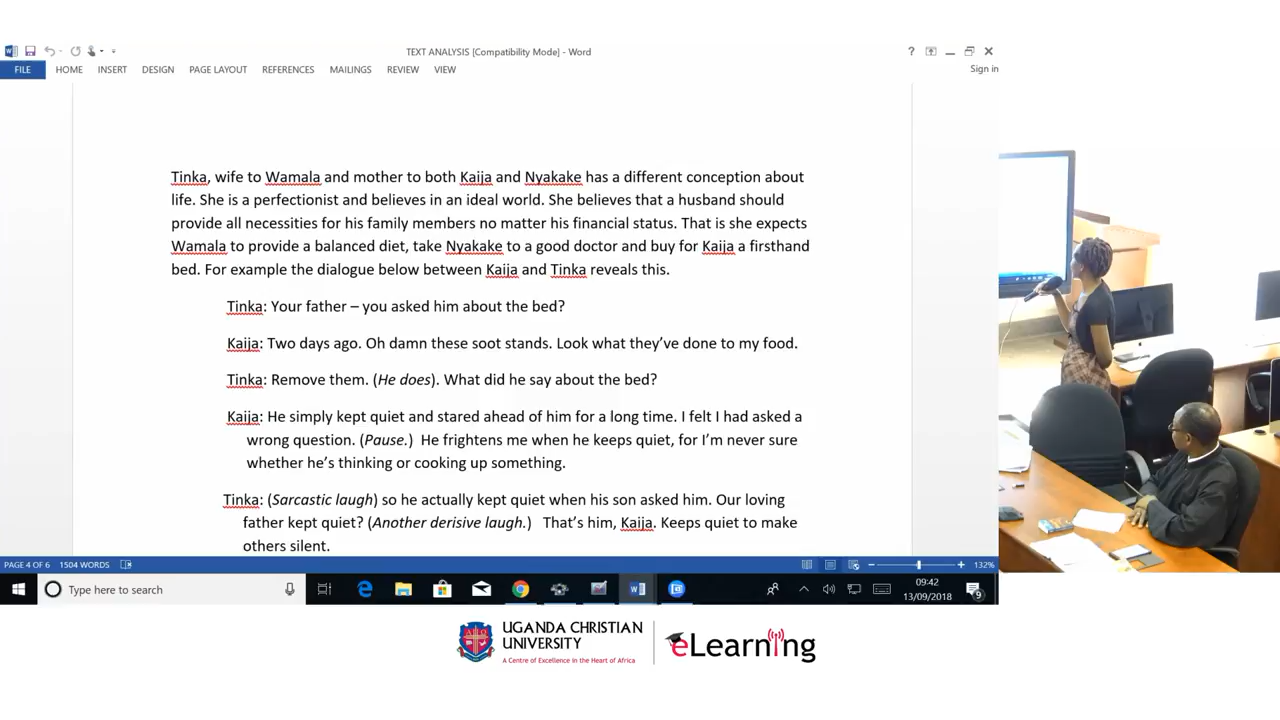 TEXT ANALYSIS [Compatibility Mode] - Word
?
FILE HOME INSERT DESIGN PAGE LAYOUT REFERENCES MAILINGS REVIEW VIEW
Sign in
Tinka, wife to Wamala and mother to both Kaija and Nyakake has a different conception about
life. She is a perfectionist and believes in an ideal world. She believes that a husband should
provide all necessities for his family members no matter his financial status. That is she expects
Wamala to provide a balanced diet, take Nyakake to a good doctor and buy for Kaija a firsthand
bed. For example the dialogue below between Kaija and Tinka reveals this.
Tinka: Your father – you asked him about the bed?
Kaija: Two days ago. Oh damn these soot stands. Look what they’ve done to my food.
Tinka: Remove them. (He does). What did he say about the bed?
Kaija: He simply kept quiet and stared ahead of him for a long time. I felt I had asked a
wrong question. (Pause.) He frightens me when he keeps quiet, for I’m never sure
whether he’s thinking or cooking up something.
Tinka: (Sarcastic laugh) so he actually kept quiet when his son asked him. Our loving
father kept quiet? (Another derisive laugh.) That’s him, Kaija. Keeps quiet to make
others silent.
PAGE 4 OF 6 1504 WORDS
132%
Type here to search
09:42
13/09/2018
9
UGANDA CHRISTIAN
UNIVERSITY
A Centre of Excellence in the Heart of Africa
eLearning